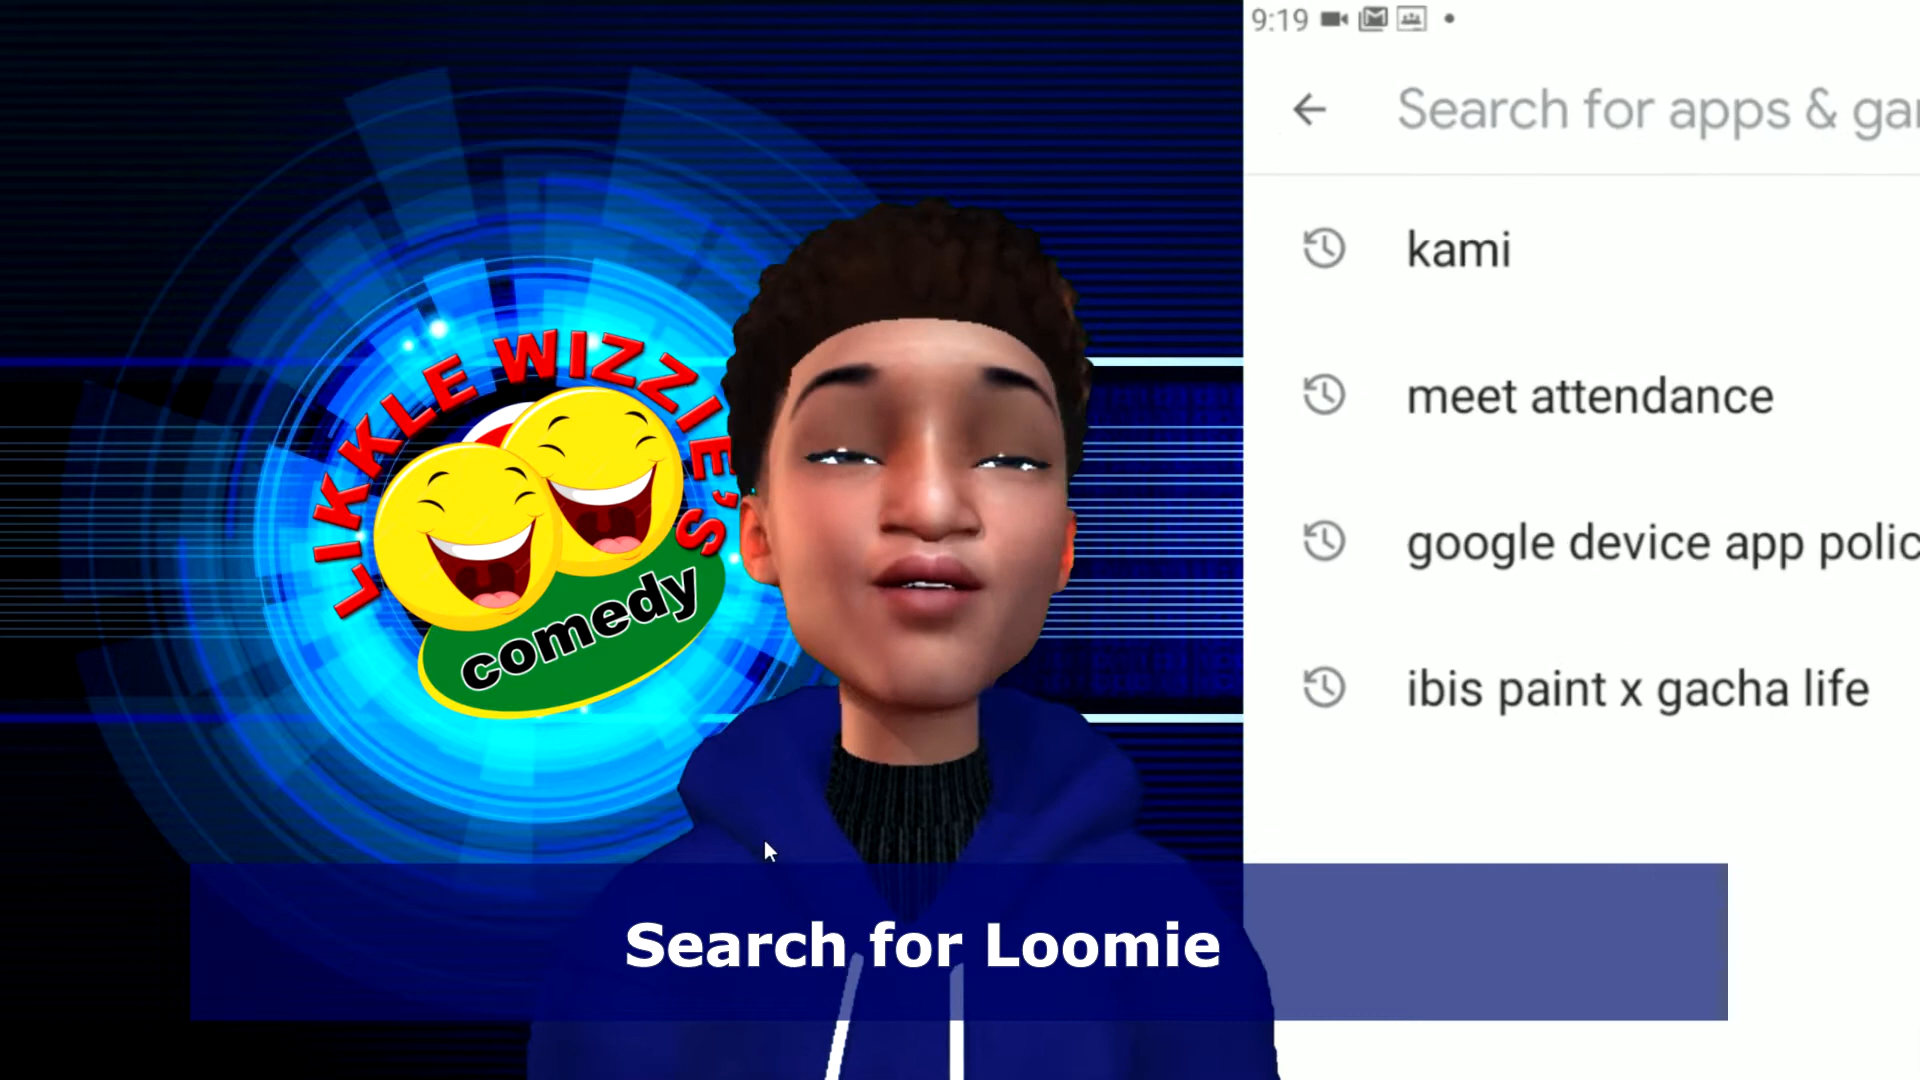 LIKKLE WIZZIE'S
comedy
9:19
Search for apps & gar
kami
meet attendance
google device app polic
ibis paint x gacha life
Search for Loomie